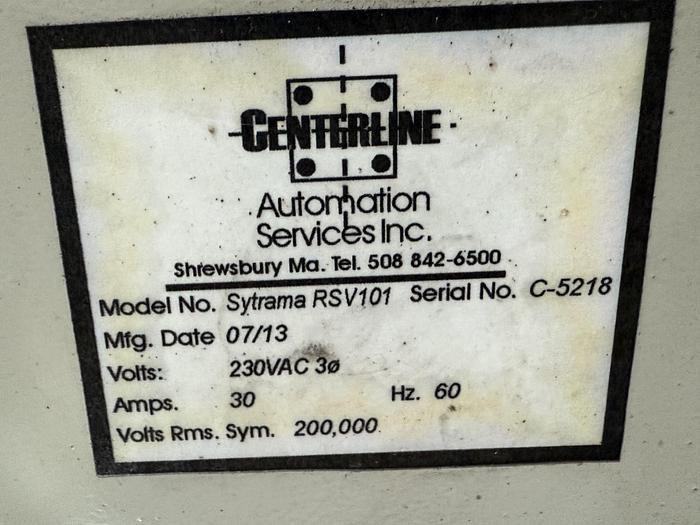 CENTERLINE
Automation
Services Inc.
Shrewsbury Ma. Tel. 508 842-6500
Model No. Sytrama RSV101 Serial No. C-5218
Mfg. Date 07/13
Volts: 230VAC 3ø
Amps. 30 Hz. 60
Volts Rms. Sym. 200,000